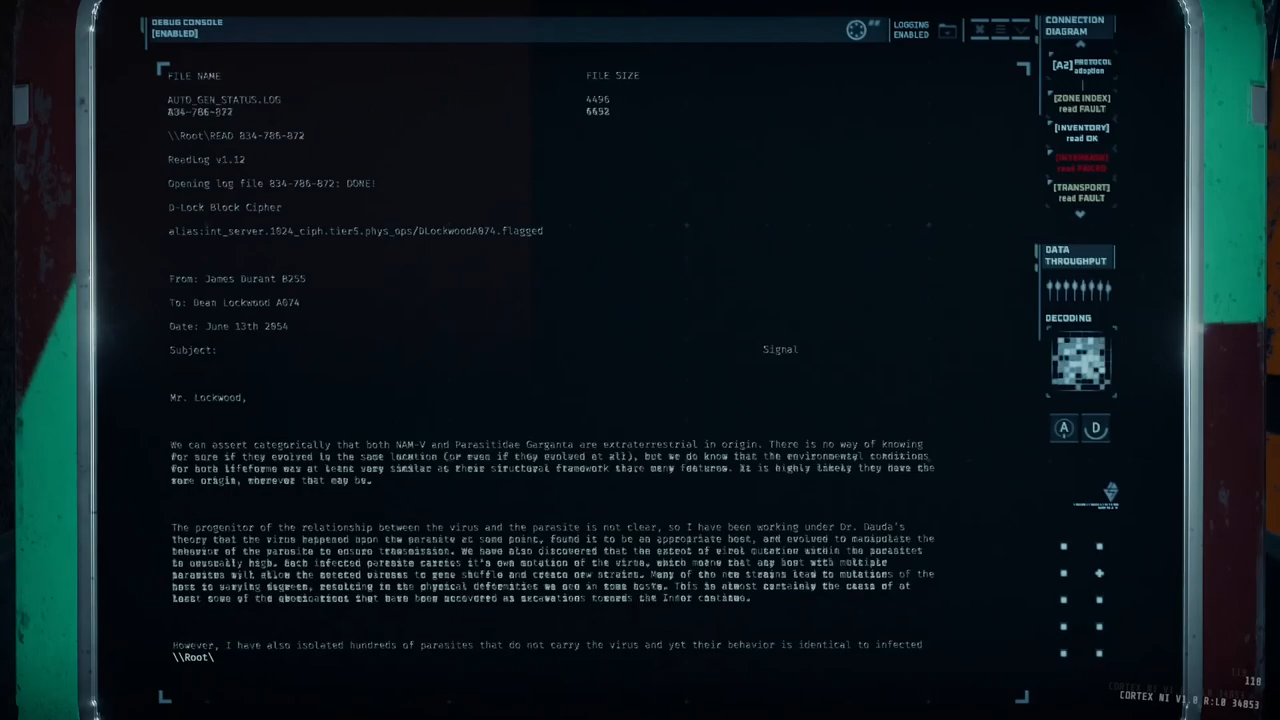 DEBUG CONSOLE
[ENABLED]
LOGGING
ENABLED
CONNECTION
DIAGRAM
FILE NAME FILE SIZE
AUTO_GEN_STATUS.LOG 4496
834-786-872 6652
\\Root\READ 834-786-872
ReadLog v1.12
Opening log file 834-786-872: DONE!
D-Lock Block Cipher
alias:int_server.1024_ciph.tier5.phys_ops/DLockwoodA074.flagged
From: James Durant B255
To: Dean Lockwood A074
Date: June 13th 2054
Subject: Signal
Mr. Lockwood,
We can assert categorically that both NAM-V and Parasitidae Garganta are extraterrestrial in origin. There is no way of knowing
for sure if they evolved in the same location (or even if they evolved at all), but we do know that the environmental conditions
for both lifeforms was at least very similar as their structural framework share many features. It is highly likely they have the
same origin, wherever that may be.
The progenitor of the relationship between the virus and the parasite is not clear, so I have been working under Dr. Dauda's
theory that the virus happened upon the parasite at some point, found it to be an appropriate host, and evolved to manipulate the
behavior of the parasite to ensure transmission. We have also discovered that the extent of viral mutation within the parasites
is unusually high. Each infected parasite carries it's own mutation of the virus, which means that any host with multiple
parasites will allow the mutated viruses to gene shuffle and create new strains. Many of the new strains lead to mutations of the
host to varying degrees, resulting in the physical deformities we see in some hosts. This is almost certainly the cause of at
least some of the aberrations that have been uncovered as excavations towards the Inner continue.
However, I have also isolated hundreds of parasites that do not carry the virus and yet their behavior is identical to infected
\\Root\
[A2] PROTOCOL
adoption
[ZONE INDEX]
read FAULT
[INVENTORY]
read OK
read FAILED
[TRANSPORT]
read FAULT
DATA
THROUGHPUT
DECODING
A D
118
CORTEX NI V1.0 R:L0 34853